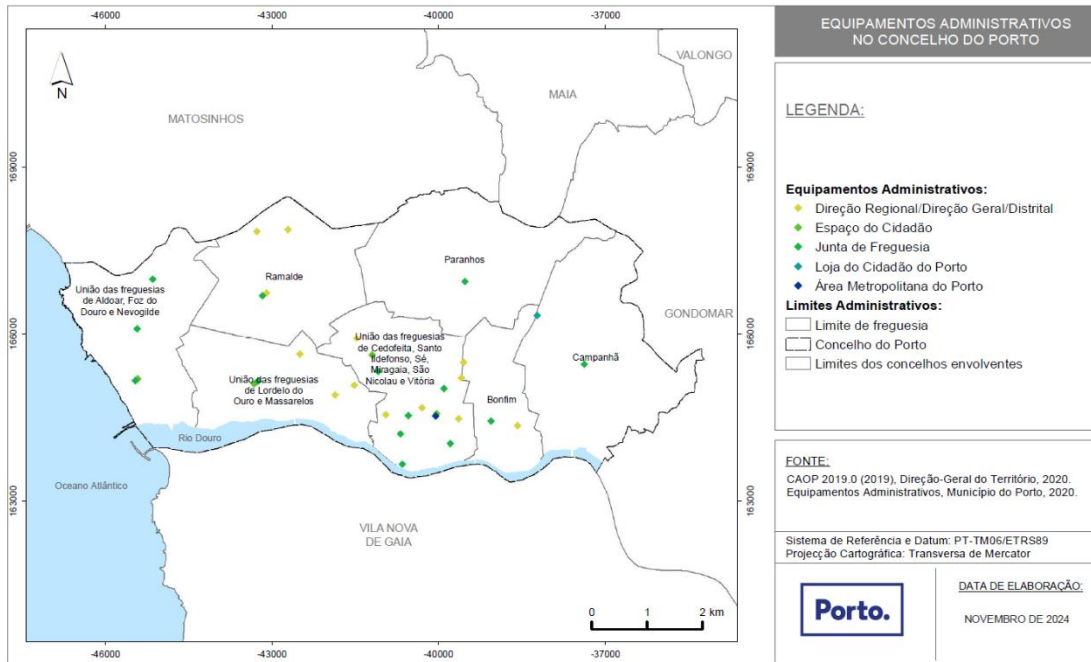 -46000
-43000
-40000
-37000
169000
166000
163000
169000
166000
163000
N
VALONGO
MAIA
MATOSINHOS
GONDOMAR
Paranhos
Ramalde
União das freguesias
de Aldoar, Foz do
Douro e Nevogilde
União das freguesias
de Cedofeita, Santo
Ildefonso, Sé,
Miragaia, São
Nicolau e Vitória
Campanhã
União das freguesias
de Lordelo do
Ouro e Massarelos
Bonfim
Rio Douro
Oceano Atlântico
VILA NOVA
DE GAIA
0 1 2 km
-46000
-43000
-40000
-37000
EQUIPAMENTOS ADMINISTRATIVOS
NO CONCELHO DO PORTO
LEGENDA:
Equipamentos Administrativos:
Direção Regional/Direção Geral/Distrital
Espaço do Cidadão
Junta de Freguesia
Loja do Cidadão do Porto
Área Metropolitana do Porto
Limites Administrativos:
Limite de freguesia
Concelho do Porto
Limites dos concelhos envolventes
FONTE:
CAOP 2019.0 (2019), Direção-Geral do Território, 2020.
Equipamentos Administrativos, Município do Porto, 2020.
Sistema de Referência e Datum: PT-TM06/ETRS89
Projecção Cartográfica: Transversa de Mercator
Porto.
DATA DE ELABORAÇÃO:
NOVEMBRO DE 2024